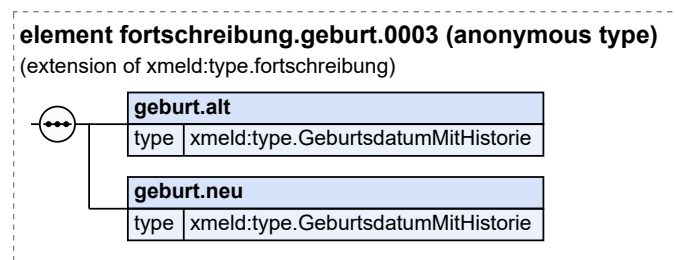 element fortschreibung.geburt.0003 (anonymous type)
(extension of xmeld:type.fortschreibung)
geburt.alt
type xmeld:type.GeburtsdatumMitHistorie
geburt.neu
type xmeld:type.GeburtsdatumMitHistorie